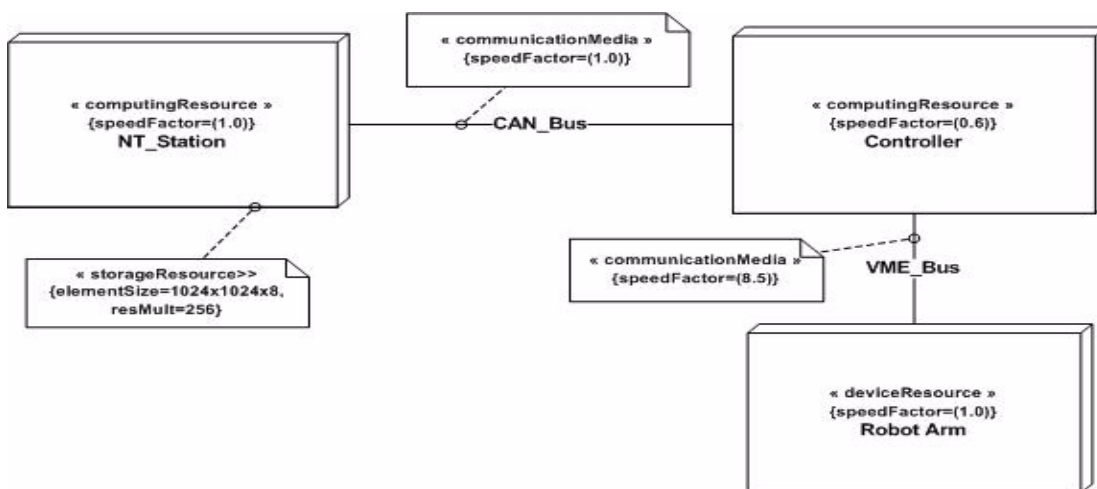 « communicationMedia »
{speedFactor=(1.0)}
« computingResource »
{speedFactor=(1.0)}
NT_Station
CAN_Bus
« computingResource »
{speedFactor=(0.6)}
Controller
« storageResource>>
{elementSize=1024x1024x8,
resMult=256}
« communicationMedia »
{speedFactor=(8.5)}
VME_Bus
« deviceResource »
{speedFactor=(1.0)}
Robot Arm